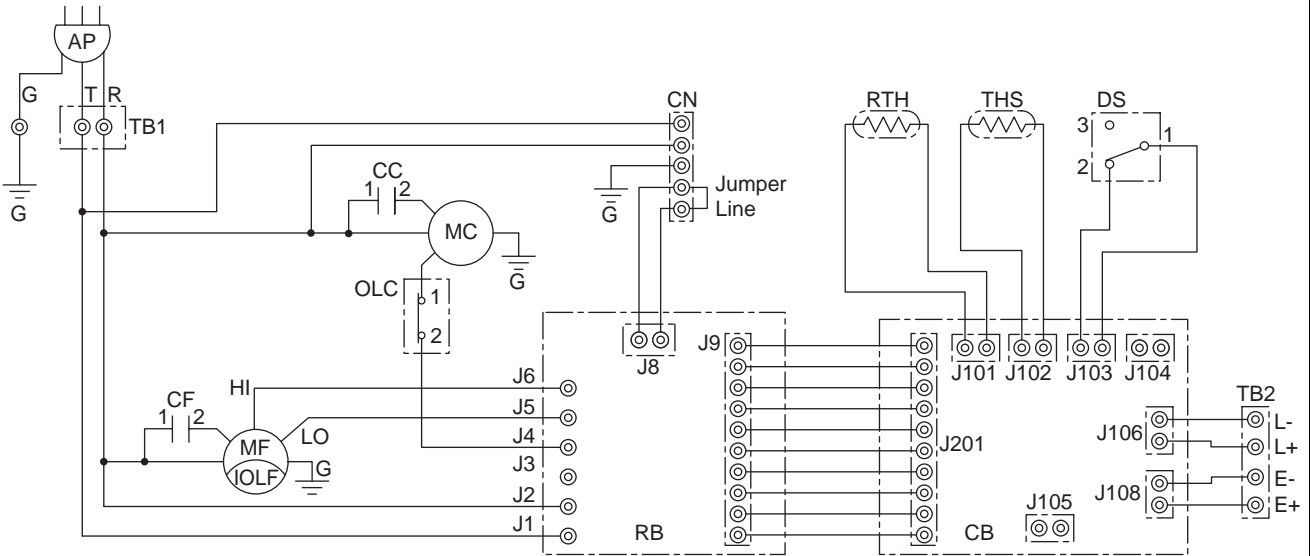 AP
G
T R
TB1
G
CN
Jumper
Line
G
RTH
THS
DS
3
1
2
CC
1 2
MC
G
OLC
1
2
J8
J9
J101
J102
J103
J104
HI
J6
CF
1 2
LO
J5
MF
IOLF
G
J4
J3
J2
J1
RB
J201
J106
J108
J105
CB
TB2
L-
L+
E-
E+